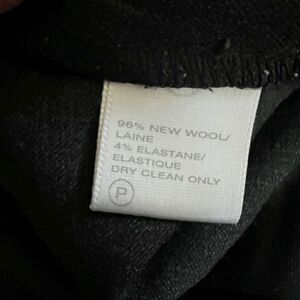 96% NEW WOOL/
LAINE
4% ELASTANE/
ELASTIQUE
DRY CLEAN ONLY
P